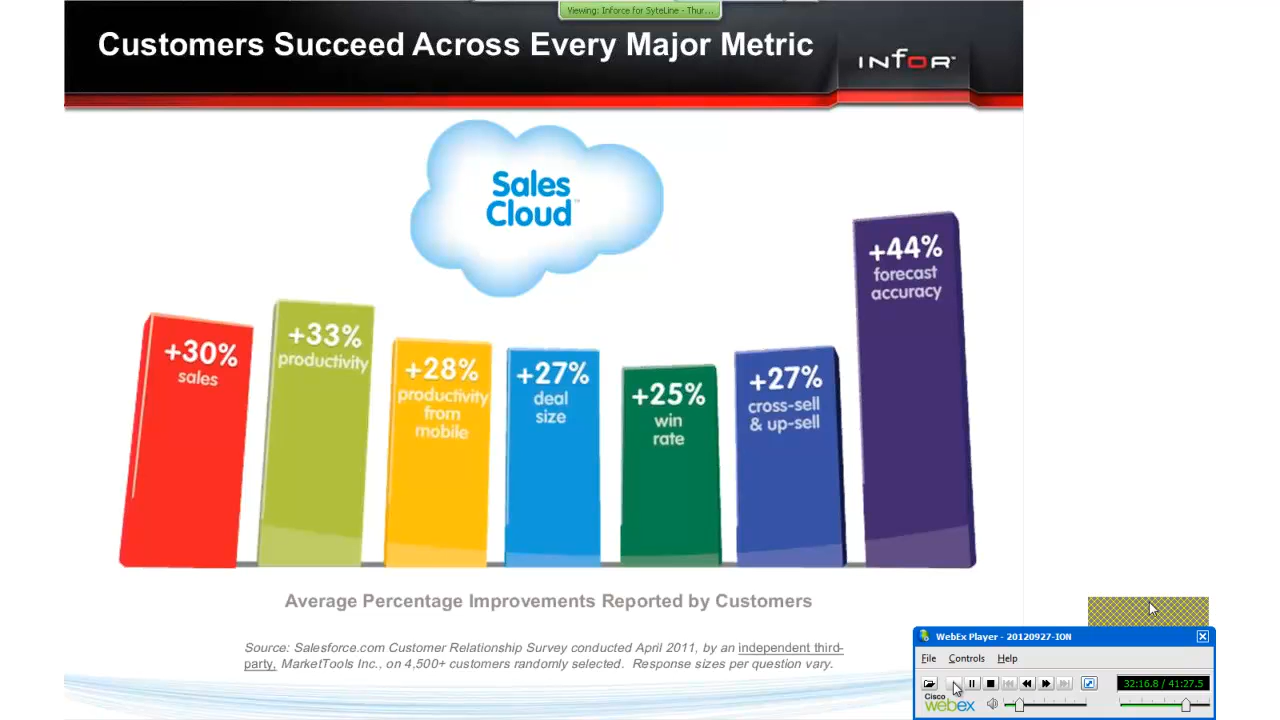 Viewing: Inforce for SyteLine - Thur...
Customers Succeed Across Every Major Metric
infor™
Sales
Cloud™
+30%
sales
+33%
productivity
+28%
productivity
from
mobile
+27%
deal
size
+25%
win
rate
+27%
cross-sell
& up-sell
+44%
forecast
accuracy
Average Percentage Improvements Reported by Customers
Source: Salesforce.com Customer Relationship Survey conducted April 2011, by an independent third-
party, MarketTools Inc., on 4,500+ customers randomly selected. Response sizes per question vary.
WebEx Player - 20120927-ION
File Controls Help
Cisco
webex
32:16.8 / 41:27.5